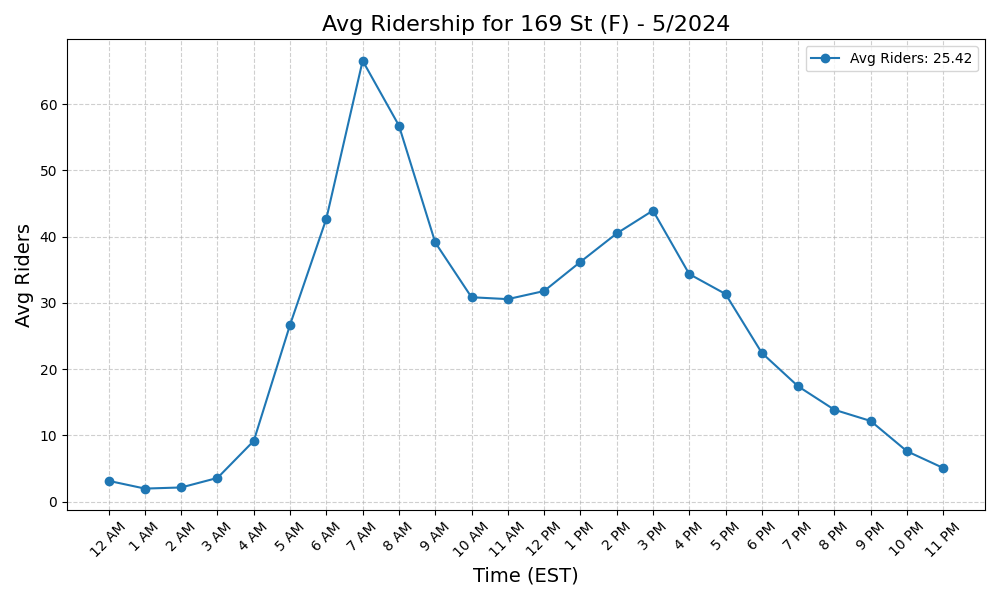 Avg Ridership for 169 St (F) - 5/2024
Avg Riders: 25.42
Avg Riders
60
50
40
30
20
10
0
12 AM
1 AM
2 AM
3 AM
4 AM
5 AM
6 AM
7 AM
8 AM
9 AM
10 AM
11 AM
12 PM
1 PM
2 PM
3 PM
4 PM
5 PM
6 PM
7 PM
8 PM
9 PM
10 PM
11 PM
Time (EST)